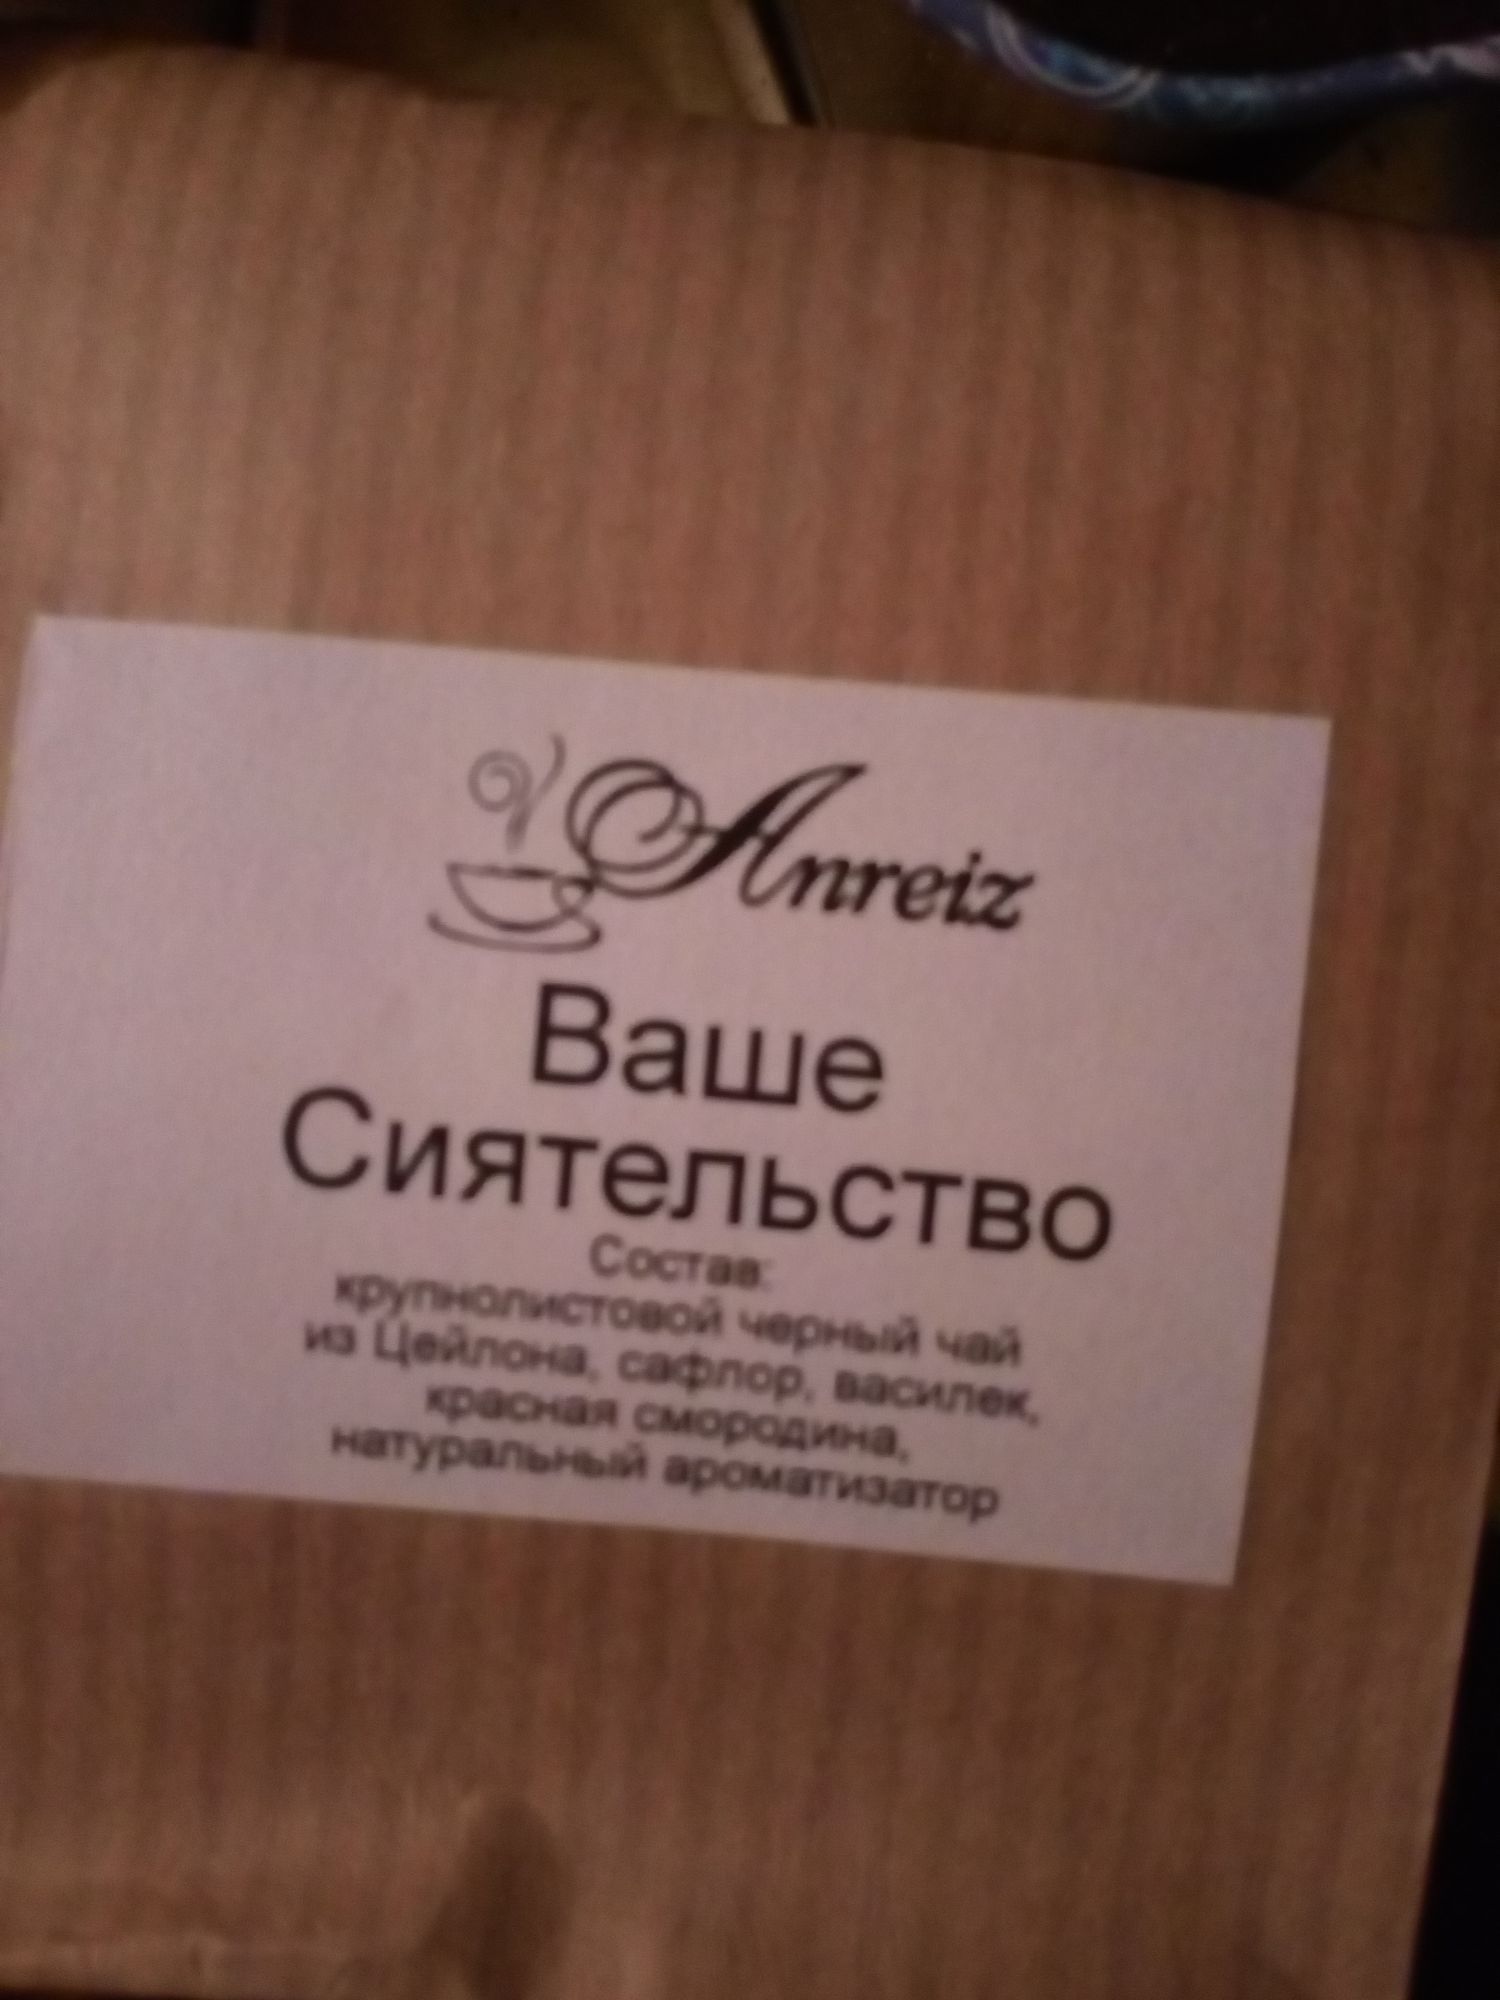 Anreiz
Ваше
Сиятельство
Состав:
крупнолистовой черный чай
из Цейлона, сафлор, василек,
красная смородина,
натуральный ароматизатор